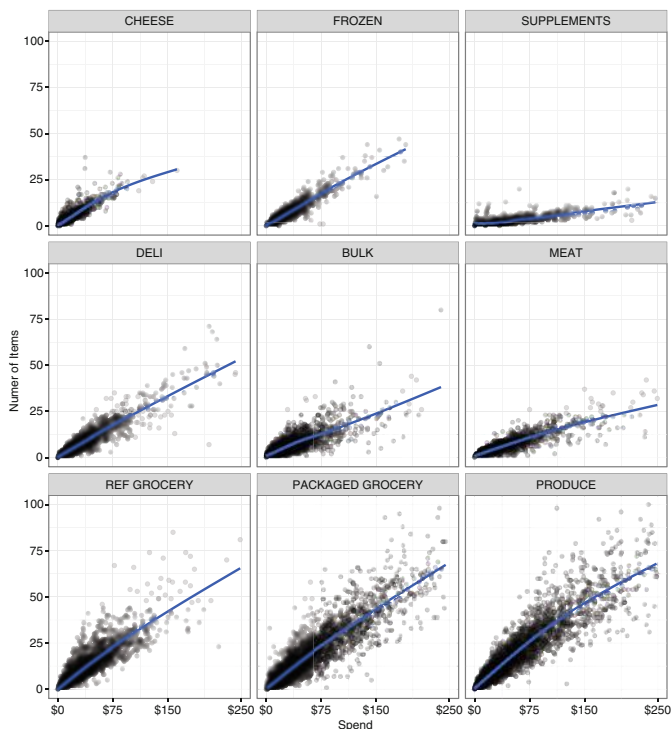 CHEESE FROZEN SUPPLEMENTS
100
75
50
25
0
DELI BULK MEAT
100
75
50
25
0
Numer of Items
REF GROCERY PACKAGED GROCERY PRODUCE
100
75
50
25
0
$0 $75 $150 $250 $0 $75 $150 $250 $0 $75 $150 $250
Spend